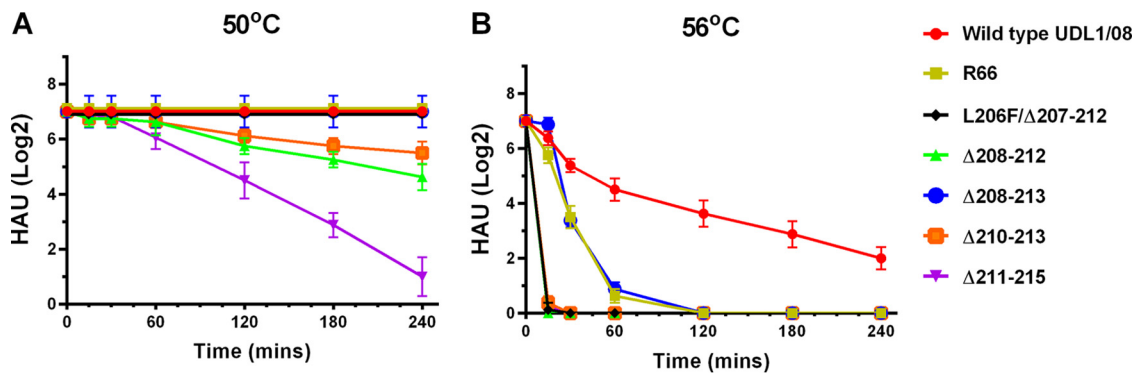 A
50°C
HAU (Log2)
8
6
4
2
0
0 60 120 180 240
Time (mins)
B
56°C
HAU (Log2)
8
6
4
2
0
0 60 120 180 240
Time (mins)
Wild type UDL1/08
R66
L206F/Δ207-212
Δ208-212
Δ208-213
Δ210-213
Δ211-215